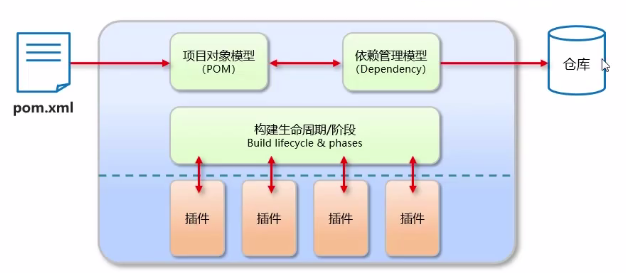 项目对象模型
（POM）
依赖管理模型
（Dependency）
仓库
pom.xml
构建生命周期/阶段
Build lifecycle & phases
插件
插件
插件
插件